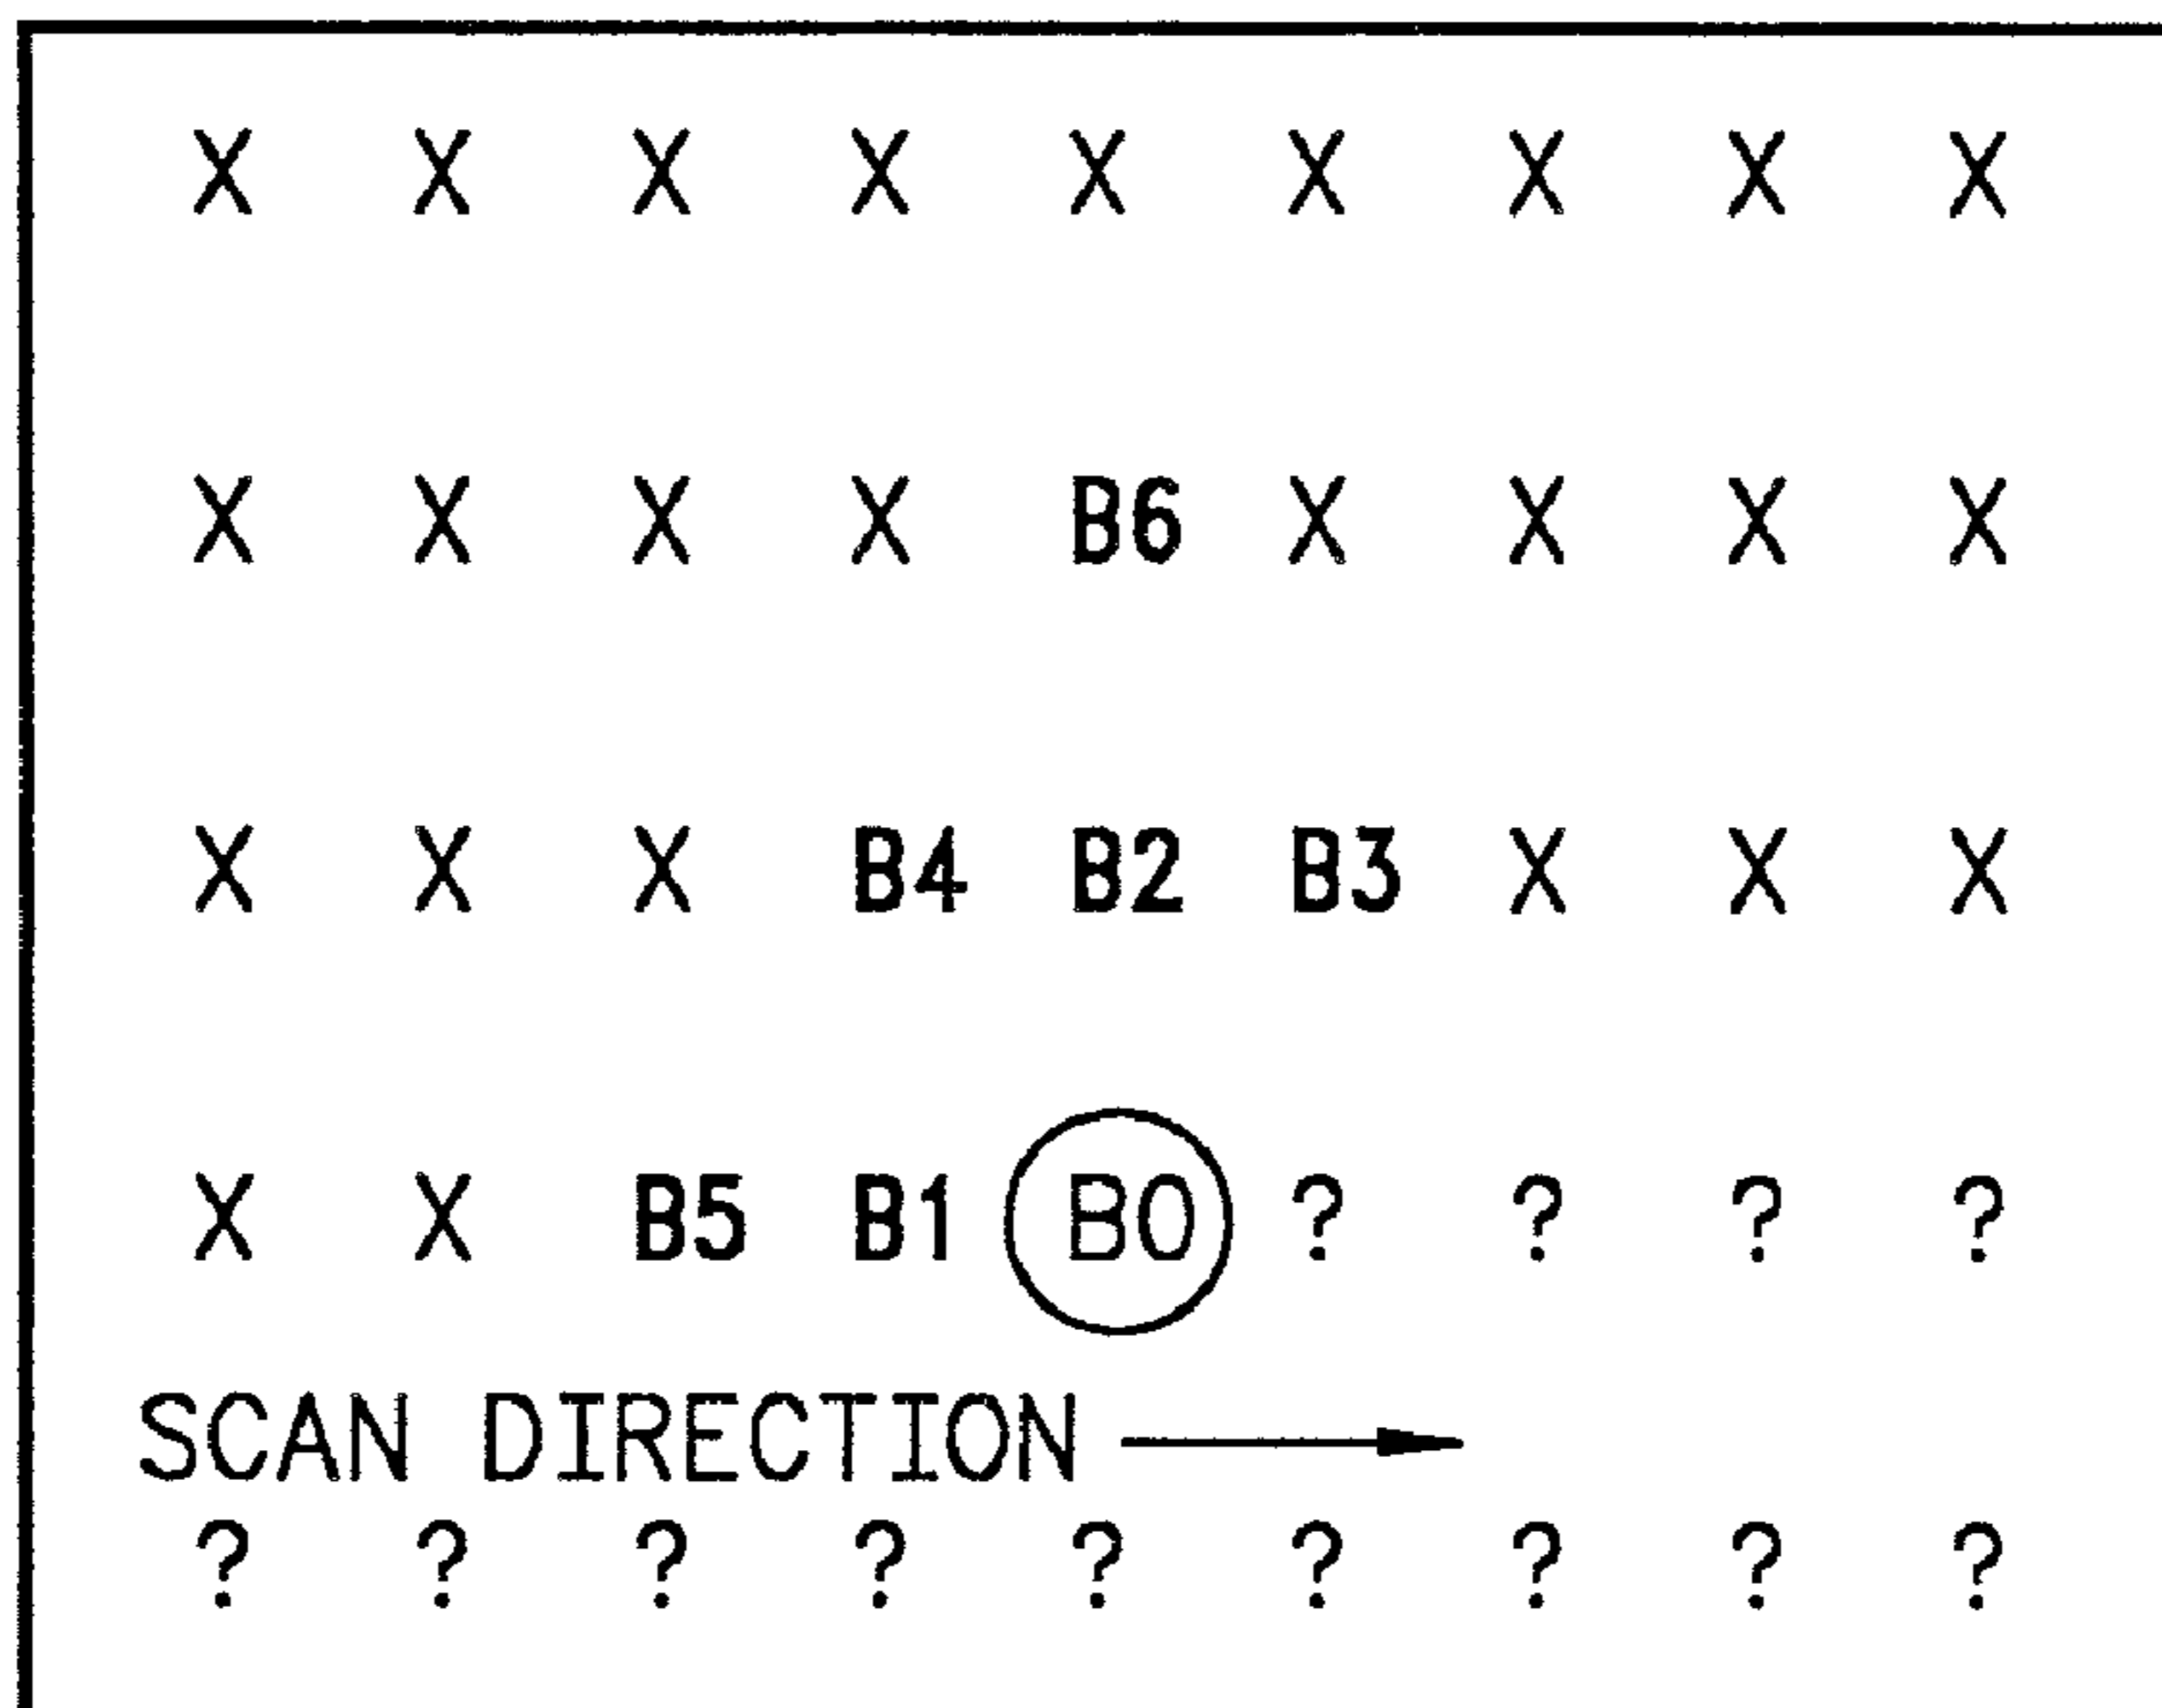 X X X X X X X X X
X X X X B6 X X X X
X X X B4 B2 B3 X X X
X X B5 B1 B0 ? ? ? ?
SCAN DIRECTION
? ? ? ? ? ? ? ? ?